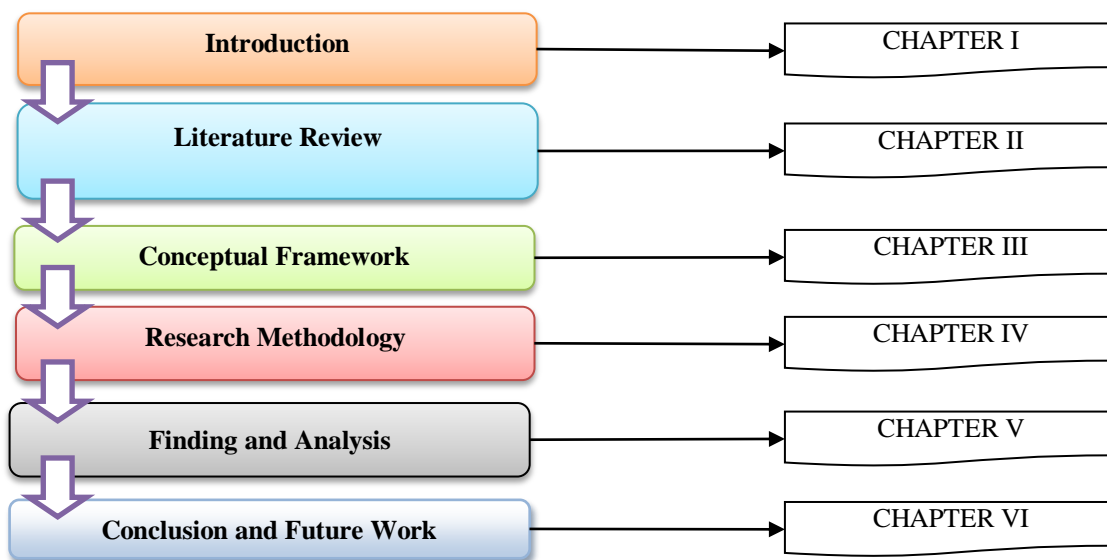 Introduction
CHAPTER I
Literature Review
CHAPTER II
Conceptual Framework
CHAPTER III
Research Methodology
CHAPTER IV
Finding and Analysis
CHAPTER V
Conclusion and Future Work
CHAPTER VI